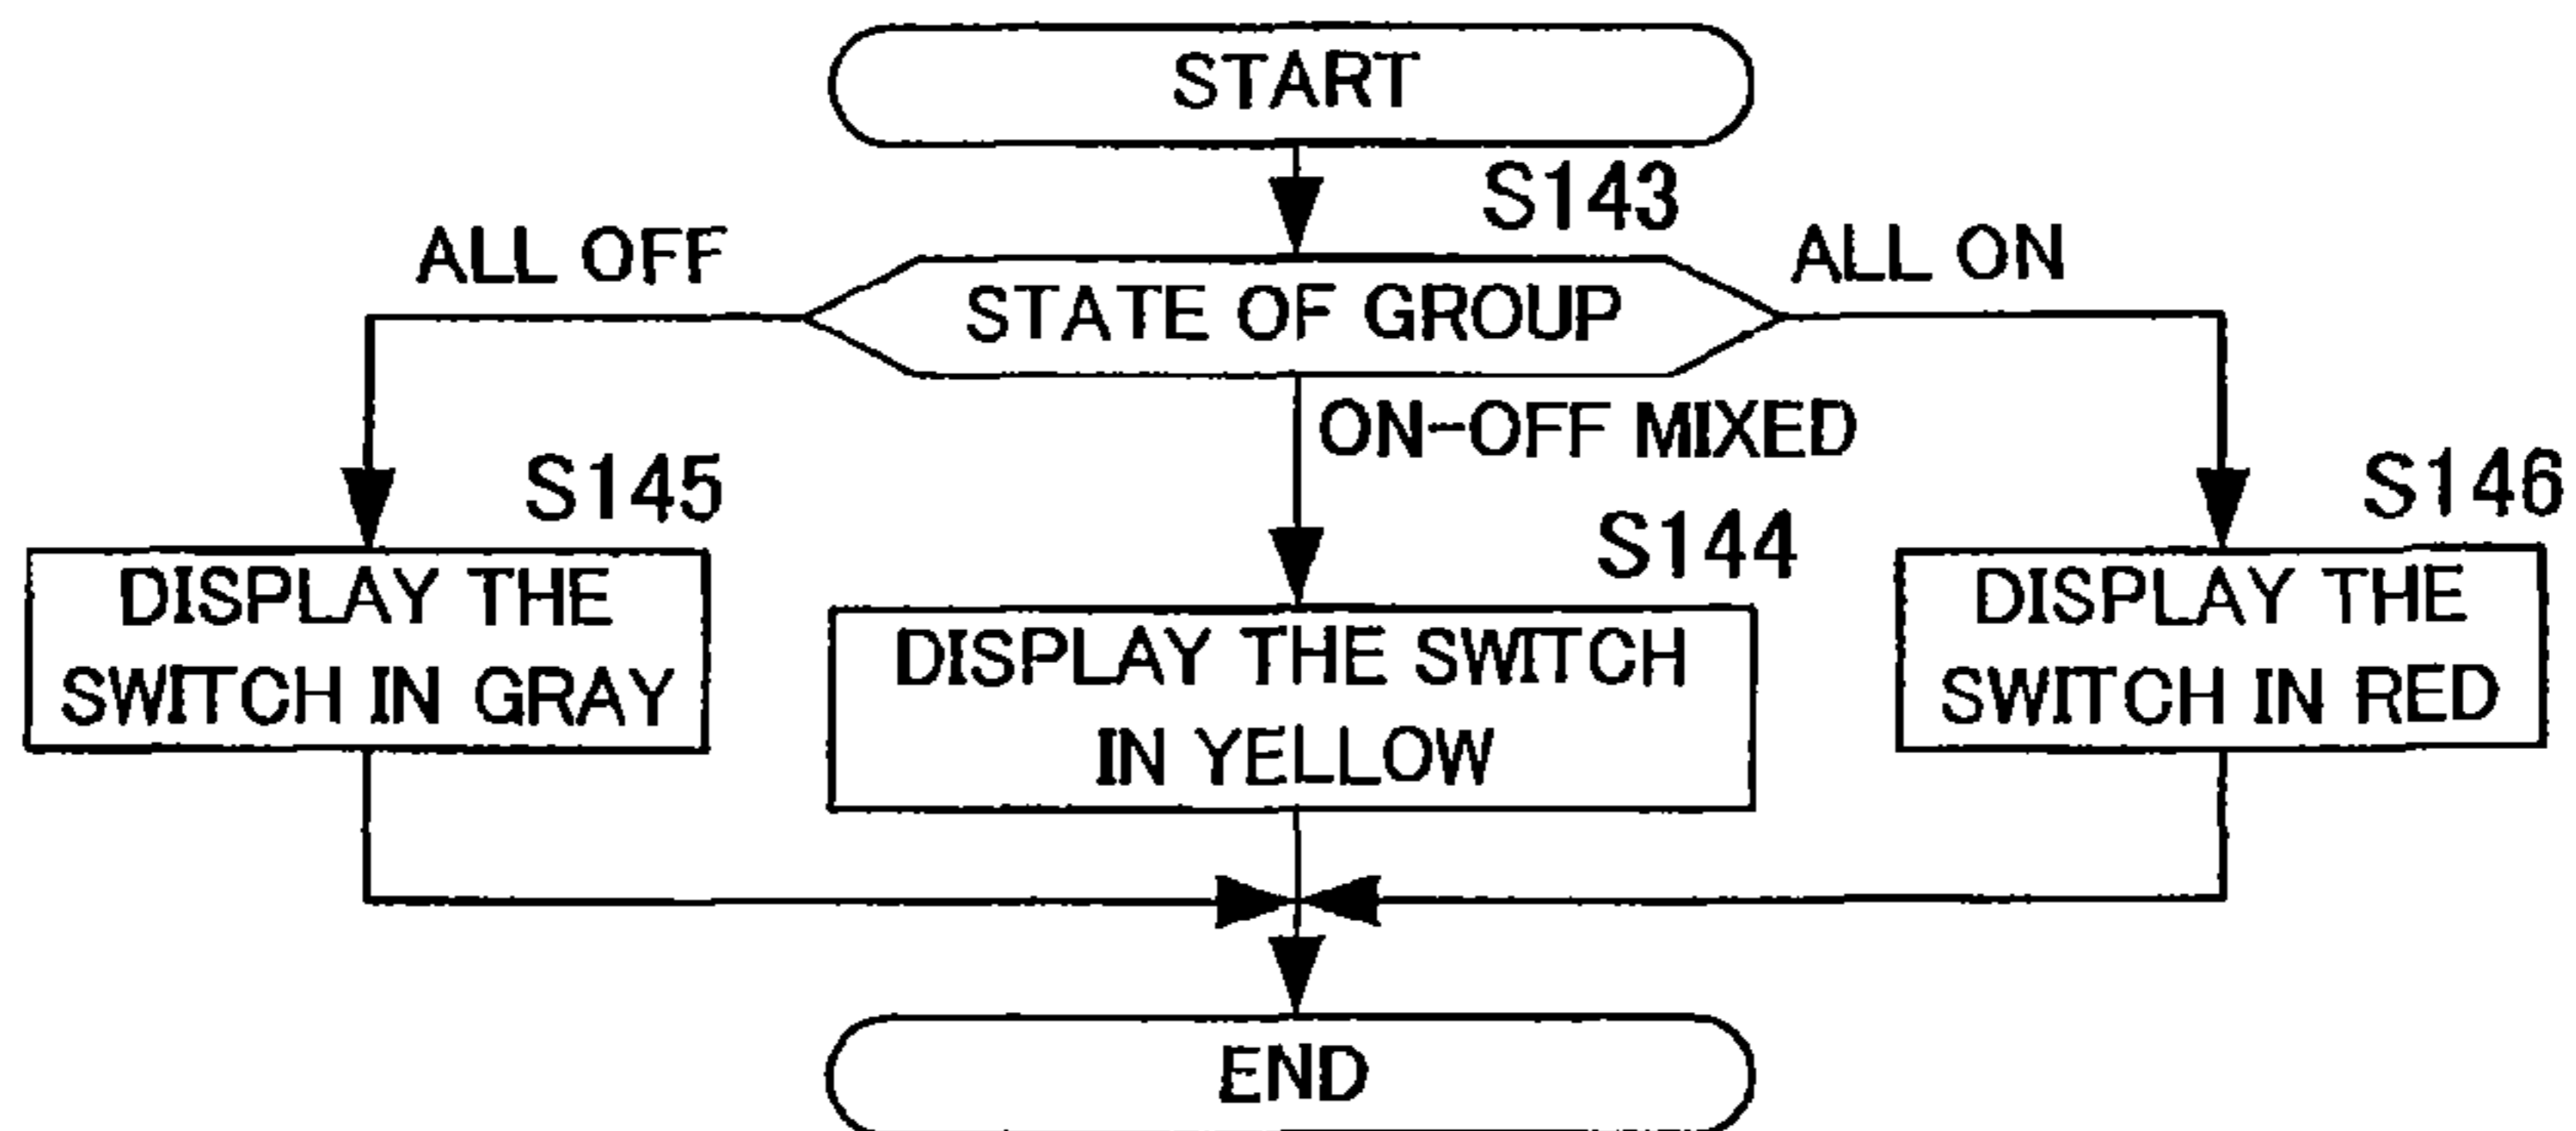 START
S143
ALL OFF
STATE OF GROUP
ALL ON
ON-OFF MIXED
S145
DISPLAY THE
SWITCH IN GRAY
S144
DISPLAY THE SWITCH
IN YELLOW
S146
DISPLAY THE
SWITCH IN RED
END